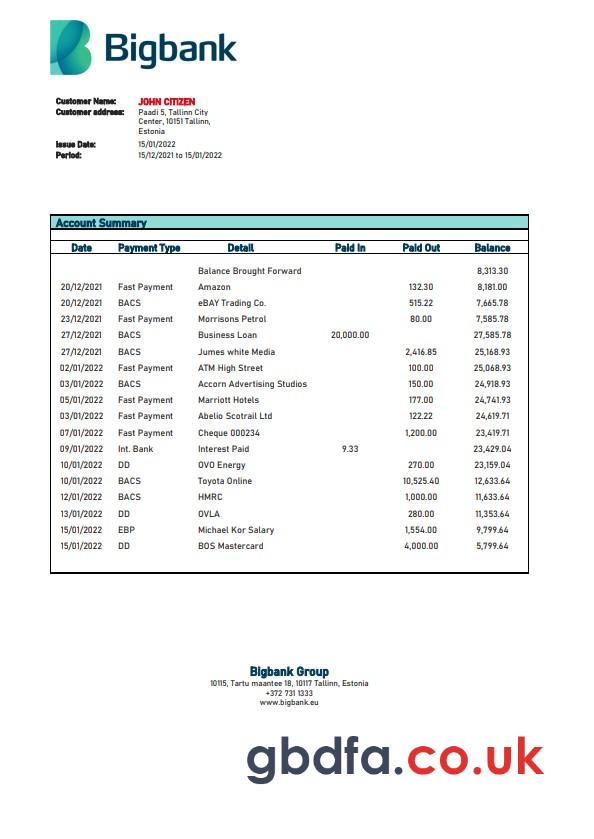 Bigbank
Customer Name: JOHN CITIZEN
Customer address: Paadi 5, Tallinn City
Center, 10151 Tallinn,
Estonia
Issue Date: 15/01/2022
Period: 15/12/2021 to 15/01/2022
Account Summary
Date Payment Type Detail Paid In Paid Out Balance
Balance Brought Forward 8,313.30
20/12/2021 Fast Payment Amazon 132.30 8,181.00
20/12/2021 BACS eBAY Trading Co. 515.22 7,665.78
23/12/2021 Fast Payment Morrisons Petrol 80.00 7,585.78
27/12/2021 BACS Business Loan 20,000.00 27,585.78
27/12/2021 BACS Jumes white Media 2,416.85 25,168.93
02/01/2022 Fast Payment ATM High Street 100.00 25,068.93
03/01/2022 BACS Accorn Advertising Studios 150.00 24,918.93
05/01/2022 Fast Payment Marriott Hotels 177.00 24,741.93
03/01/2022 Fast Payment Abelio Scotrail Ltd 122.22 24,619.71
07/01/2022 Fast Payment Cheque 000234 1,200.00 23,419.71
09/01/2022 Int. Bank Interest Paid 9.33 23,429.04
10/01/2022 DD OVO Energy 270.00 23,159.04
10/01/2022 BACS Toyota Online 10,525.40 12,633.64
12/01/2022 BACS HMRC 1,000.00 11,633.64
13/01/2022 DD OVLA 280.00 11,353.64
15/01/2022 EBP Michael Kor Salary 1,554.00 9,799.64
15/01/2022 DD BOS Mastercard 4,000.00 5,799.64
Bigbank Group
10115, Tartu maantee 18, 10117 Tallinn, Estonia
+372 731 1333
www.bigbank.eu
gbdfa.co.uk